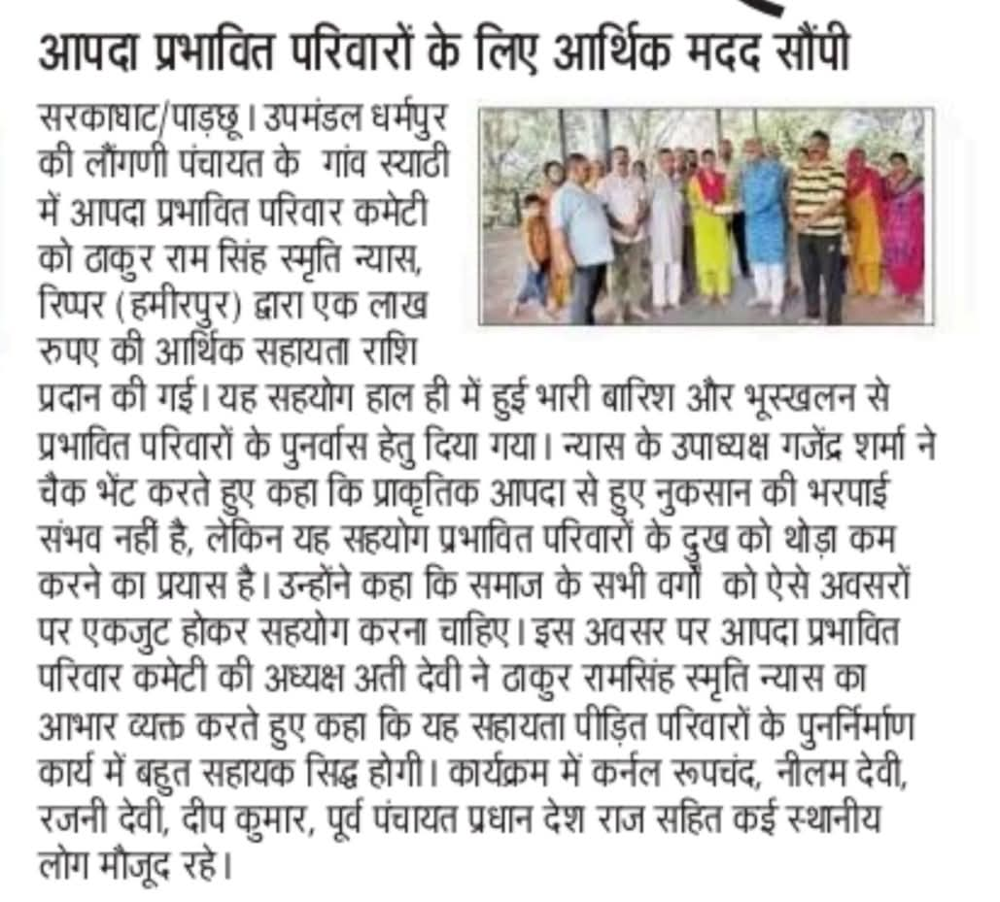 आपदा प्रभावित परिवारों के लिए आर्थिक मदद सौंपी
सरकाघाट/पाड़छू। उपमंडल धर्मपुर
की लौंगणी पंचायत के गांव स्याठी
में आपदा प्रभावित परिवार कमेटी
को ठाकुर राम सिंह स्मृति न्यास,
रिप्पर (हमीरपुर) द्वारा एक लाख
रुपए की आर्थिक सहायता राशि
प्रदान की गई। यह सहयोग हाल ही में हुई भारी बारिश और भूस्खलन से
प्रभावित परिवारों के पुनर्वास हेतु दिया गया। न्यास के उपाध्यक्ष गजेंद्र शर्मा ने
चैक भेंट करते हुए कहा कि प्राकृतिक आपदा से हुए नुकसान की भरपाई
संभव नहीं है, लेकिन यह सहयोग प्रभावित परिवारों के दुख को थोड़ा कम
करने का प्रयास है। उन्होंने कहा कि समाज के सभी वर्गों को ऐसे अवसरों
पर एकजुट होकर सहयोग करना चाहिए। इस अवसर पर आपदा प्रभावित
परिवार कमेटी की अध्यक्ष अती देवी ने ठाकुर रामसिंह स्मृति न्यास का
आभार व्यक्त करते हुए कहा कि यह सहायता पीड़ित परिवारों के पुनर्निर्माण
कार्य में बहुत सहायक सिद्ध होगी। कार्यक्रम में कर्नल रूपचंद, नीलम देवी,
रजनी देवी, दीप कुमार, पूर्व पंचायत प्रधान देश राज सहित कई स्थानीय
लोग मौजूद रहे।